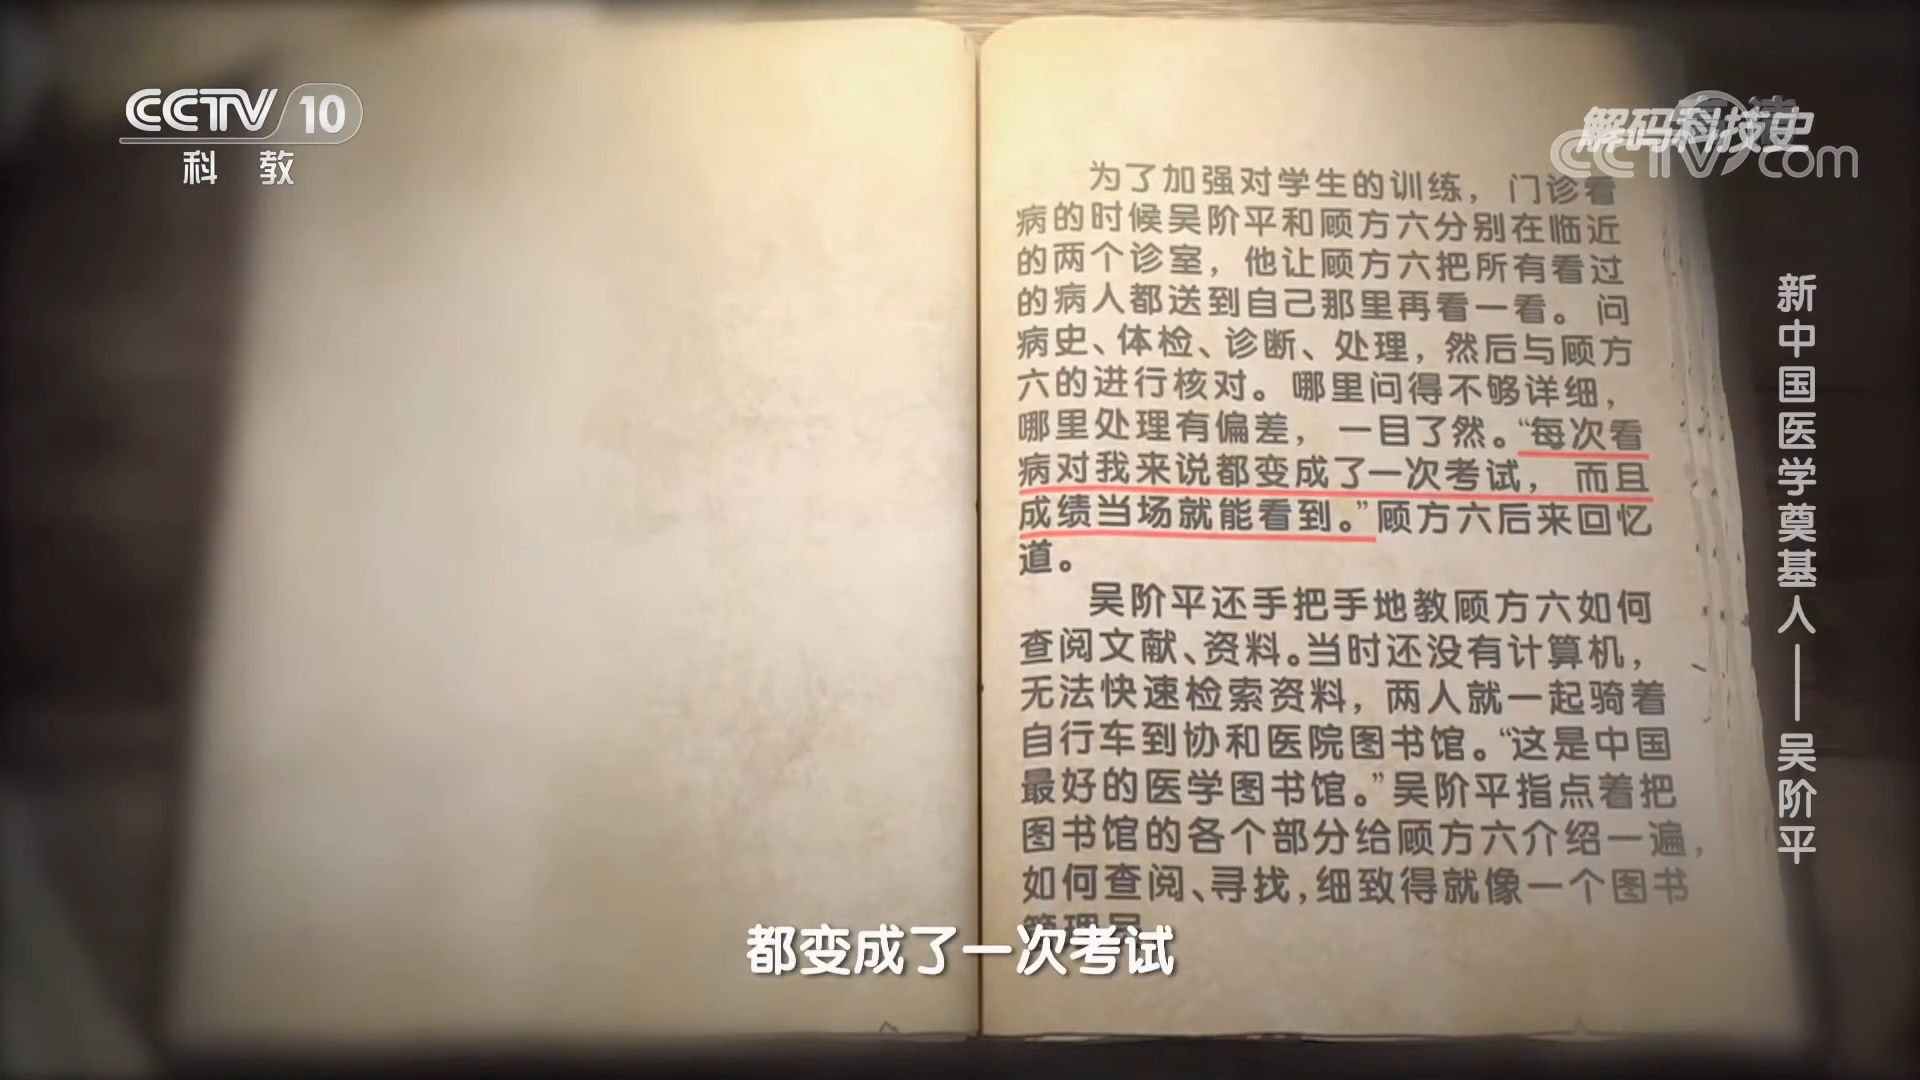 CCTV 10
科 教
解码科技史
CCTV com
为了加强对学生的训练，门诊看
病的时候吴阶平和顾方六分别在临近
的两个诊室，他让顾方六把所有看过
的病人都送到自己那里再看一看。问
病史、体检、诊断、处理，然后与顾方
六的进行核对。哪里问得不够详细，
哪里处理有偏差，一目了然。“每次看
病对我来说都变成了一次考试，而且
成绩当场就能看到。”顾方六后来回忆
道。
吴阶平还手把手地教顾方六如何
查阅文献、资料。当时还没有计算机，
无法快速检索资料，两人就一起骑着
自行车到协和医院图书馆。“这是中国
最好的医学图书馆。”吴阶平指点着把
图书馆的各个部分给顾方六介绍一遍，
如何查阅、寻找，细致得就像一个图书
新中国医学奠基人——吴阶平
都变成了一次考试